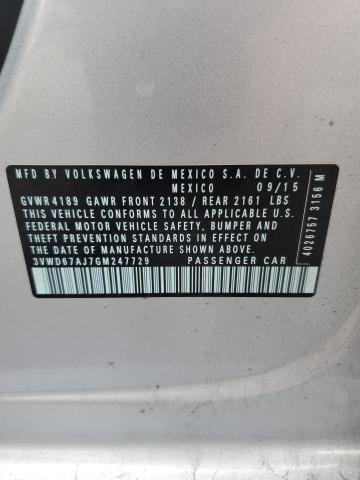 MFD BY VOLKSWAGEN DE MEXICO S.A. DE C.V.
MEXICO 09/15
GVWR 4189 GAWR FRONT 2138 / REAR 2161 LBS
THIS VEHICLE CONFORMS TO ALL APPLICABLE U.S.
FEDERAL MOTOR VEHICLE SAFETY, BUMPER AND
THEFT PREVENTION STANDARDS IN EFFECT ON THE
DATE OF MANUFACTURE SHOWN ABOVE.
3VWD67AJ7GM247729 PASSENGER CAR
4026757 3156 M